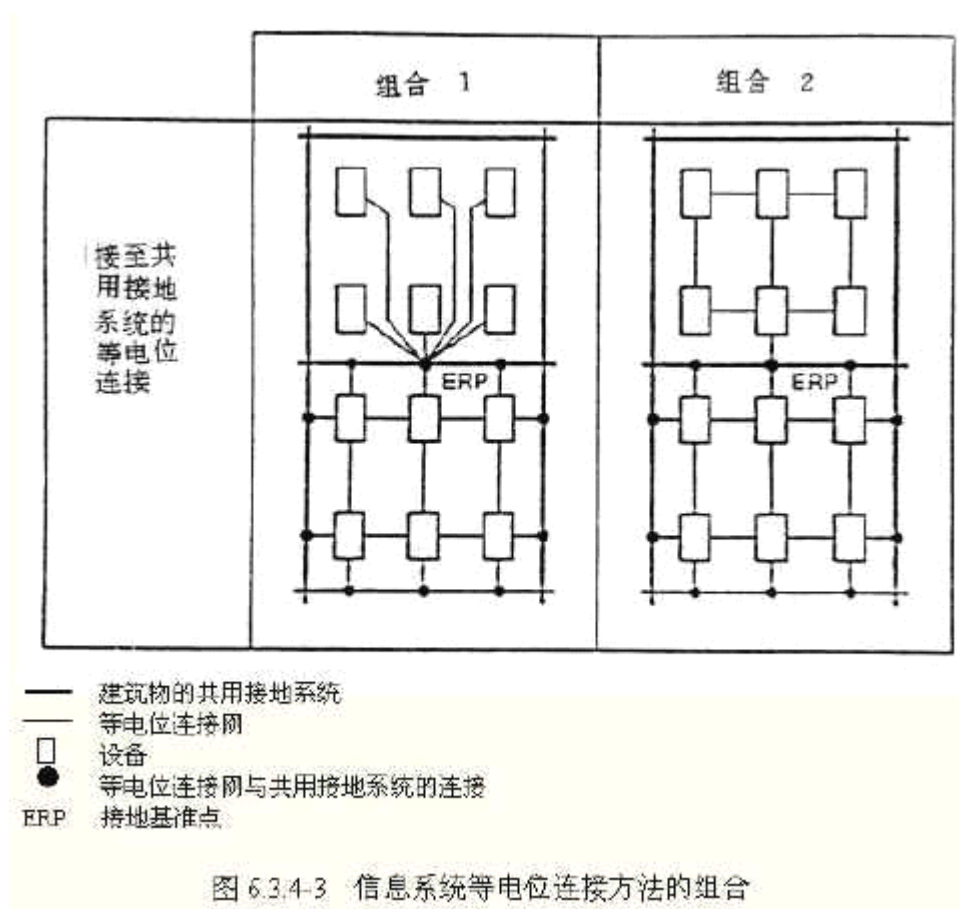 组合 1
组合 2
接至共
用接地
系统的
等电位
连接
ERP
ERP
建筑物的共用接地系统
等电位连接网
设备
等电位连接网与共用接地系统的连接
ERP 接地基准点
图 6.3.4-3 信息系统等电位连接方法的组合